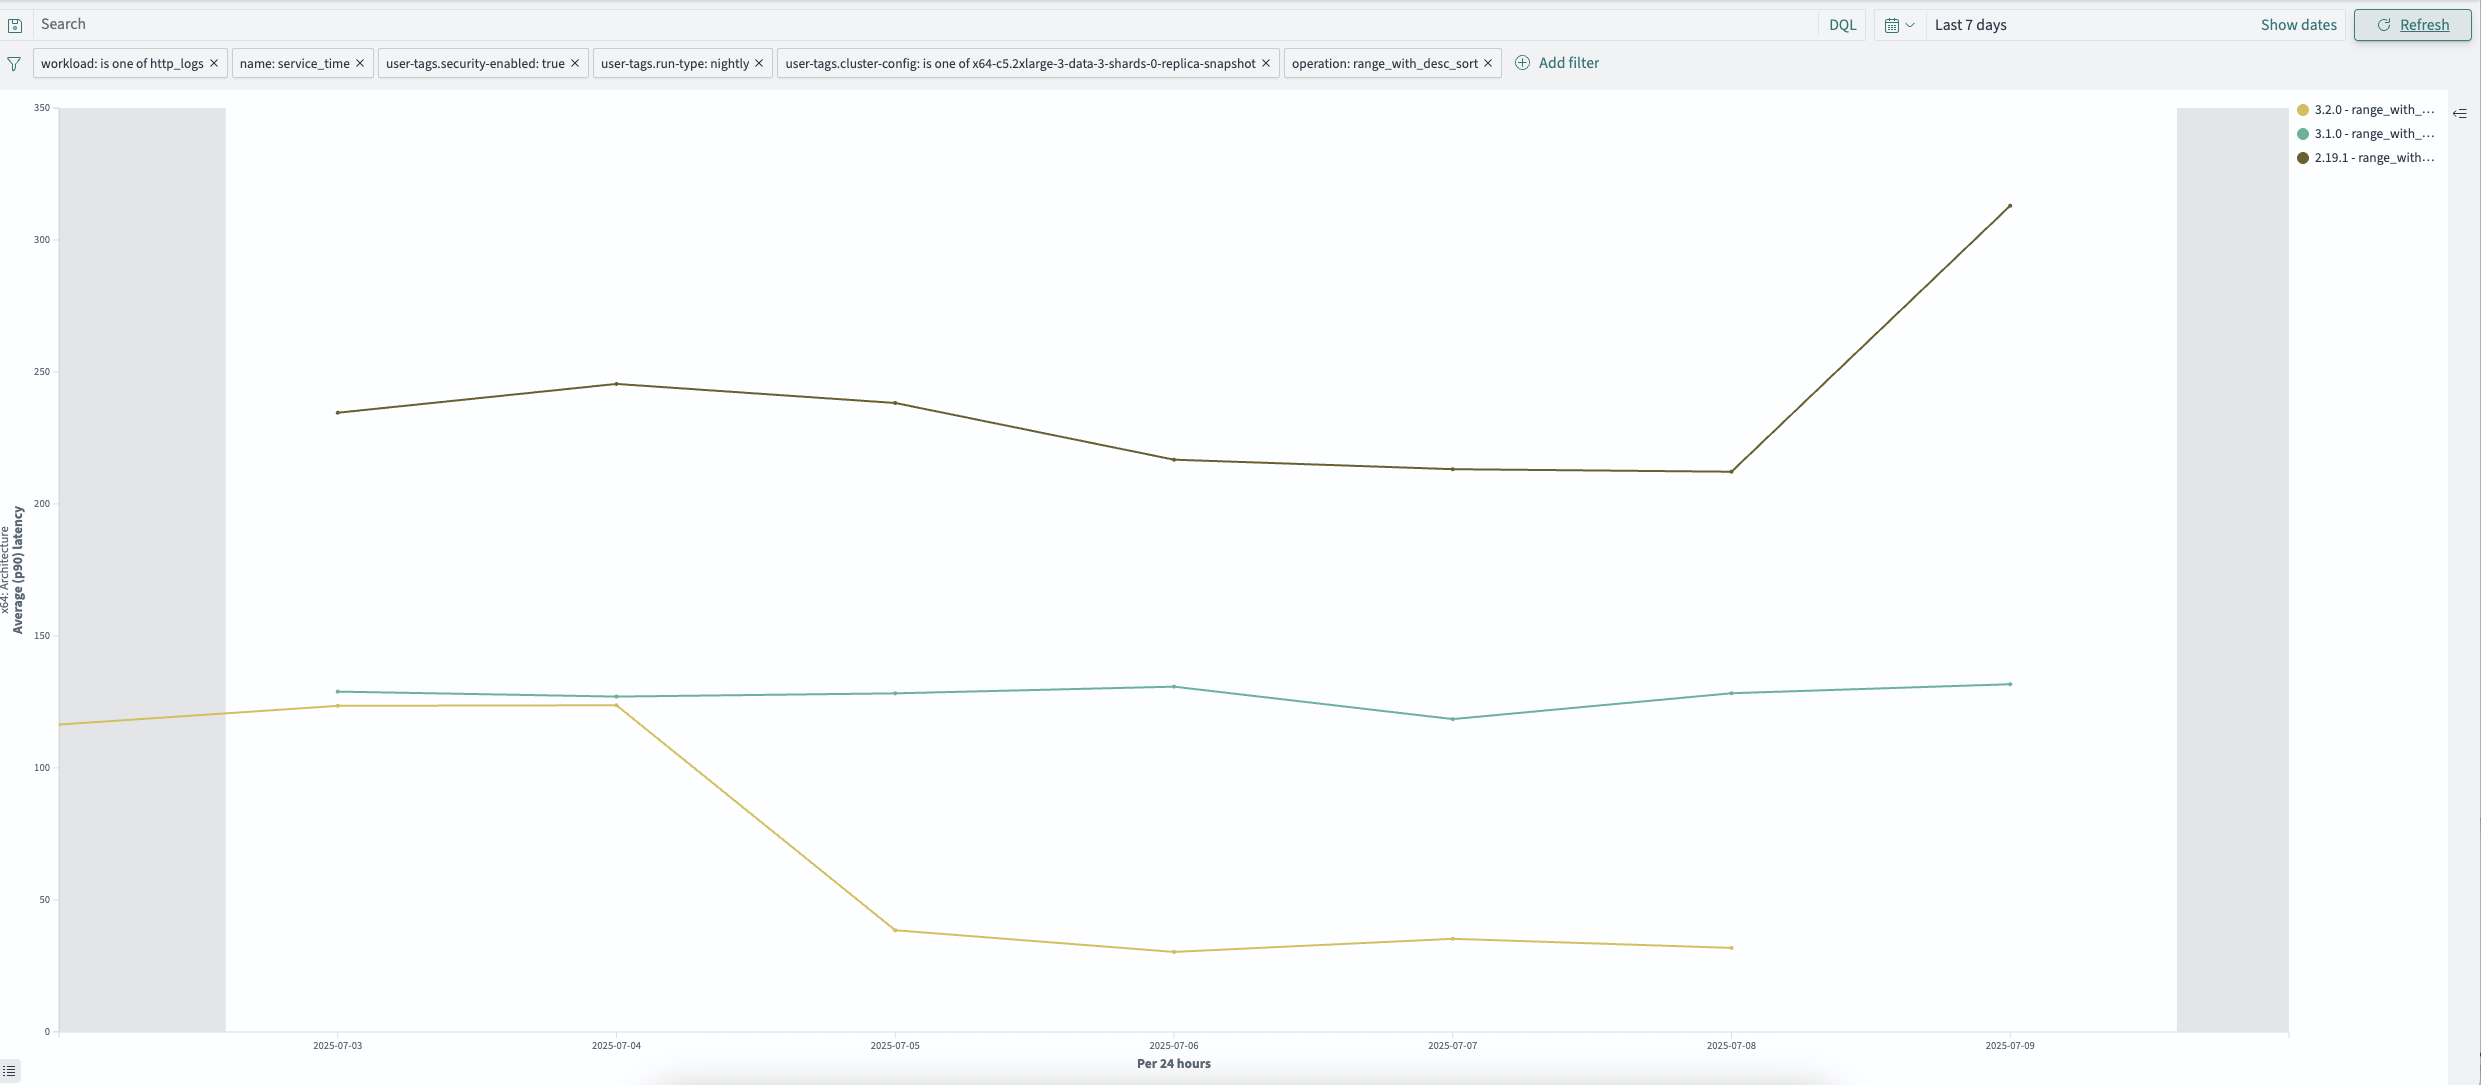 Search
DQL
Last 7 days
Show dates
Refresh
workload: is one of http_logs ×
name: service_time ×
user-tags.security-enabled: true ×
user-tags.run-type: nightly ×
user-tags.cluster-config: is one of x64-c5.2xlarge-3-data-3-shards-0-replica-snapshot ×
operation: range_with_desc_sort ×
Add filter
3.2.0 - range_with_...
3.1.0 - range_with_...
2.19.1 - range_with...
x64: Architecture
Average (p90) latency
350
300
250
200
150
100
50
0
2025-07-03
2025-07-04
2025-07-05
2025-07-06
2025-07-07
2025-07-08
2025-07-09
Per 24 hours